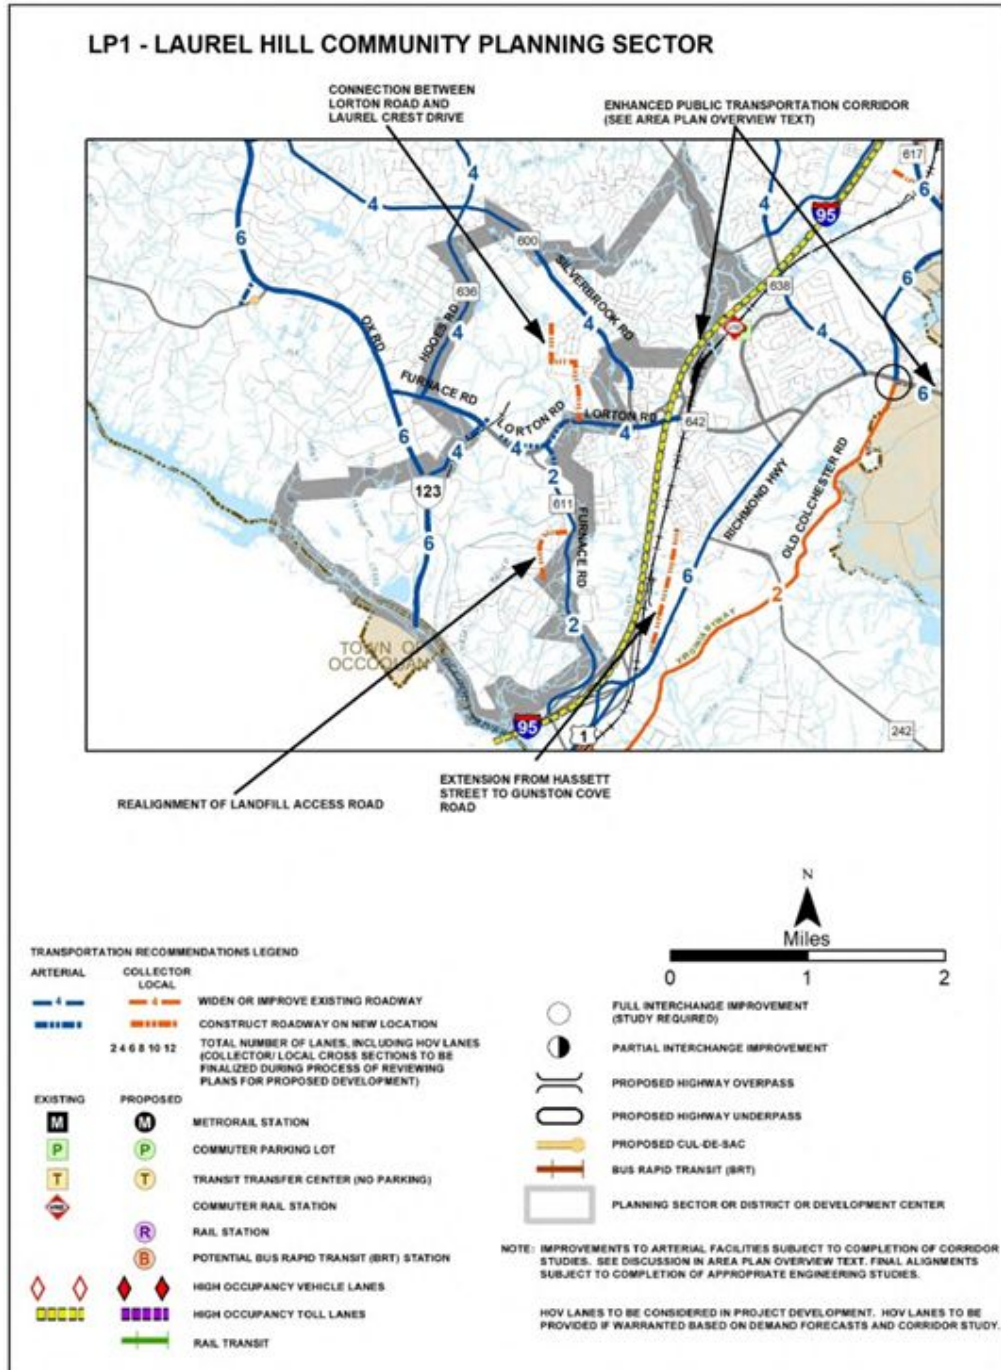 LP1 - LAUREL HILL COMMUNITY PLANNING SECTOR
CONNECTION BETWEEN
LORTON ROAD AND
LAUREL CREST DRIVE
ENHANCED PUBLIC TRANSPORTATION CORRIDOR
(SEE AREA PLAN OVERVIEW TEXT)
617
6
4
4
4
95
6
600
SILVERBROOK RD
638
636
6
OX RD
HOOES RD
4
4
4
FURNACE RD
6
LORTON RD
LORTON RD
642
4
6
4
4
2
123
611
RICHMOND HWY
OLD COLCHESTER RD
6
FURNACE RD
6
2
2
TOWN OF
OCCOQUAN
95
1
242
REALIGNMENT OF LANDFILL ACCESS ROAD
EXTENSION FROM HASSETT
STREET TO GUNSTON COVE
ROAD
N
Miles
0 1 2
TRANSPORTATION RECOMMENDATIONS LEGEND
ARTERIAL COLLECTOR
LOCAL
4 4 WIDEN OR IMPROVE EXISTING ROADWAY
CONSTRUCT ROADWAY ON NEW LOCATION
2 4 6 8 10 12 TOTAL NUMBER OF LANES, INCLUDING HOV LANES
(COLLECTOR/ LOCAL CROSS SECTIONS TO BE
FINALIZED DURING PROCESS OF REVIEWING
PLANS FOR PROPOSED DEVELOPMENT)
EXISTING PROPOSED
M M METRORAIL STATION
P P COMMUTER PARKING LOT
T T TRANSIT TRANSFER CENTER (NO PARKING)
VRE COMMUTER RAIL STATION
R RAIL STATION
B POTENTIAL BUS RAPID TRANSIT (BRT) STATION
HIGH OCCUPANCY VEHICLE LANES
HIGH OCCUPANCY TOLL LANES
RAIL TRANSIT
FULL INTERCHANGE IMPROVEMENT
(STUDY REQUIRED)
PARTIAL INTERCHANGE IMPROVEMENT
PROPOSED HIGHWAY OVERPASS
PROPOSED HIGHWAY UNDERPASS
PROPOSED CUL-DE-SAC
BUS RAPID TRANSIT (BRT)
PLANNING SECTOR OR DISTRICT OR DEVELOPMENT CENTER
NOTE: IMPROVEMENTS TO ARTERIAL FACILITIES SUBJECT TO COMPLETION OF CORRIDOR
STUDIES. SEE DISCUSSION IN AREA PLAN OVERVIEW TEXT. FINAL ALIGNMENTS
SUBJECT TO COMPLETION OF APPROPRIATE ENGINEERING STUDIES.
HOV LANES TO BE CONSIDERED IN PROJECT DEVELOPMENT. HOV LANES TO BE
PROVIDED IF WARRANTED BASED ON DEMAND FORECASTS AND CORRIDOR STUDY.